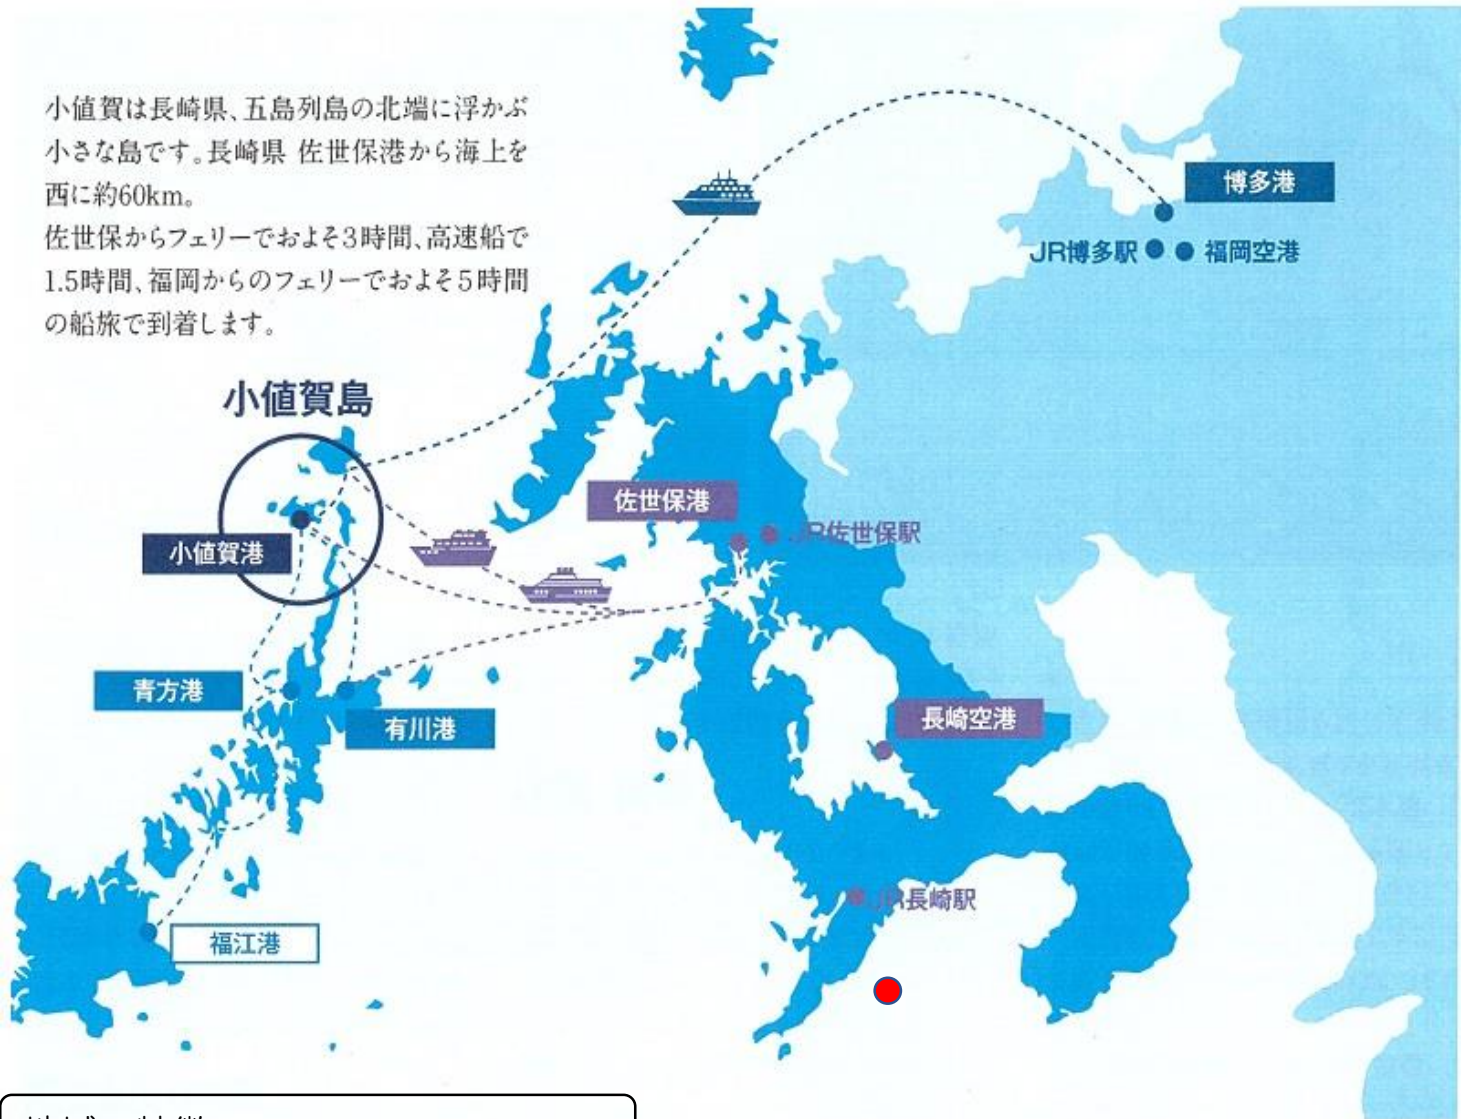 小値賀は長崎県、五島列島の北端に浮かぶ
小さな島です。長崎県 佐世保港から海上を
西に約60km。
佐世保からフェリーでおよそ3時間、高速船で
1.5時間、福岡からのフェリーでおよそ5時間
の船旅で到着します。
博多港
JR博多駅
福岡空港
小値賀島
佐世保港
JR佐世保駅
小値賀港
青方港
有川港
長崎空港
JR長崎駅
福江港